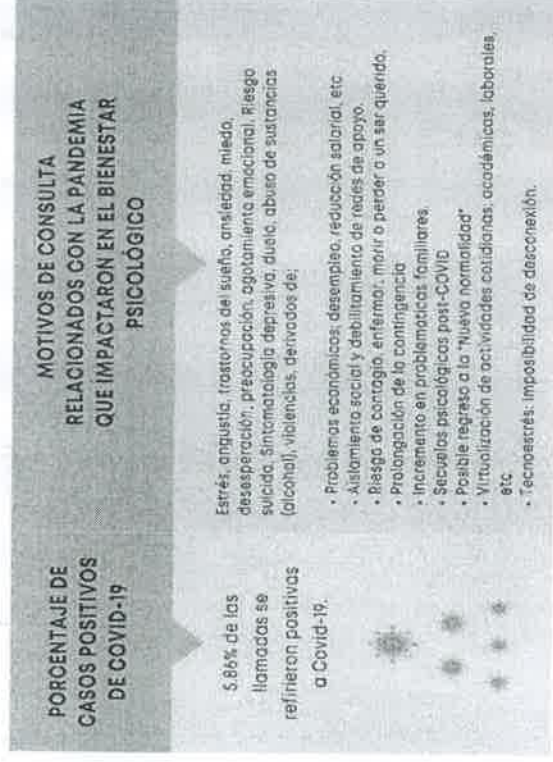 PORCENTAJE DE
CASOS POSITIVOS
DE COVID-19
5.86% de las
llamadas se
refirieron positivas
a Covid-19.
MOTIVOS DE CONSULTA
RELACIONADOS CON LA PANDEMIA
QUE IMPACTARON EN EL BIENESTAR
PSICOLÓGICO
Estrés, angustia, trastornos del sueño, ansiedad, miedo,
desesperación, preocupación, agotamiento emocional. Riesgo
suicida. Sintomatología depresiva, duelo, abuso de sustancias
(alcohol), violencias, derivados de:
• Problemas económicos: desempleo, reducción salarial, etc
• Aislamiento social y debilitamiento de redes de apoyo.
• Riesgo de contagio, enfermar, morir o perder a un ser querido.
• Prolongación de la contingencia
• Incremento en problemáticas familiares.
• Secuelas psicológicas post-COVID
• Posible regreso a la "Nueva normalidad"
• Virtualización de actividades cotidianas, académicas, laborales,
etc
• Tecnoestrés: imposibilidad de desconexión.